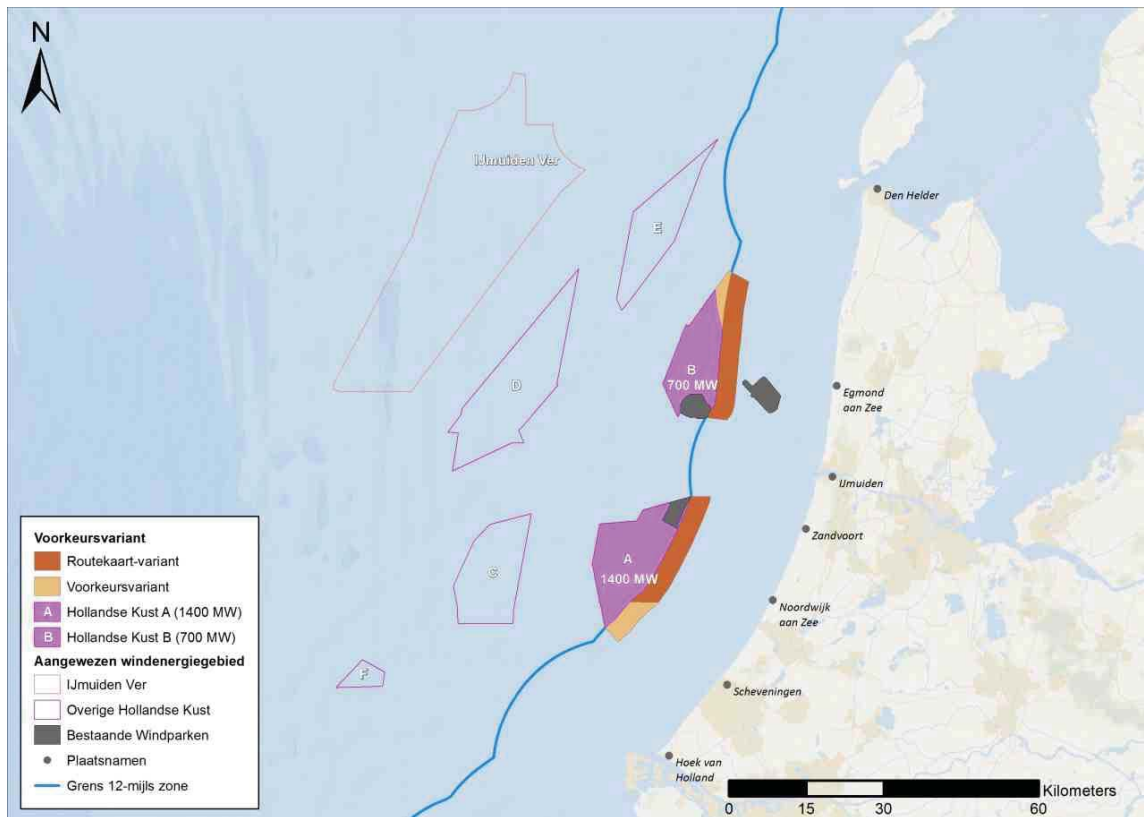 N
IJmuiden Ver
Den Helder
E
B
700 MW
D
Egmond
aan Zee
IJmuiden
Zandvoort
A
1400 MW
C
Noordwijk
aan Zee
F
Scheveningen
Hoek van
Holland
Voorkeursvariant
Routekaart-variant
Voorkeursvariant
A Hollandse Kust A (1400 MW)
B Hollandse Kust B (700 MW)
Aangewezen windenergiegebied
IJmuiden Ver
Overige Hollandse Kust
Bestaande Windparken
Plaatsnamen
Grens 12-mijls zone
Kilometers
0 15 30 60